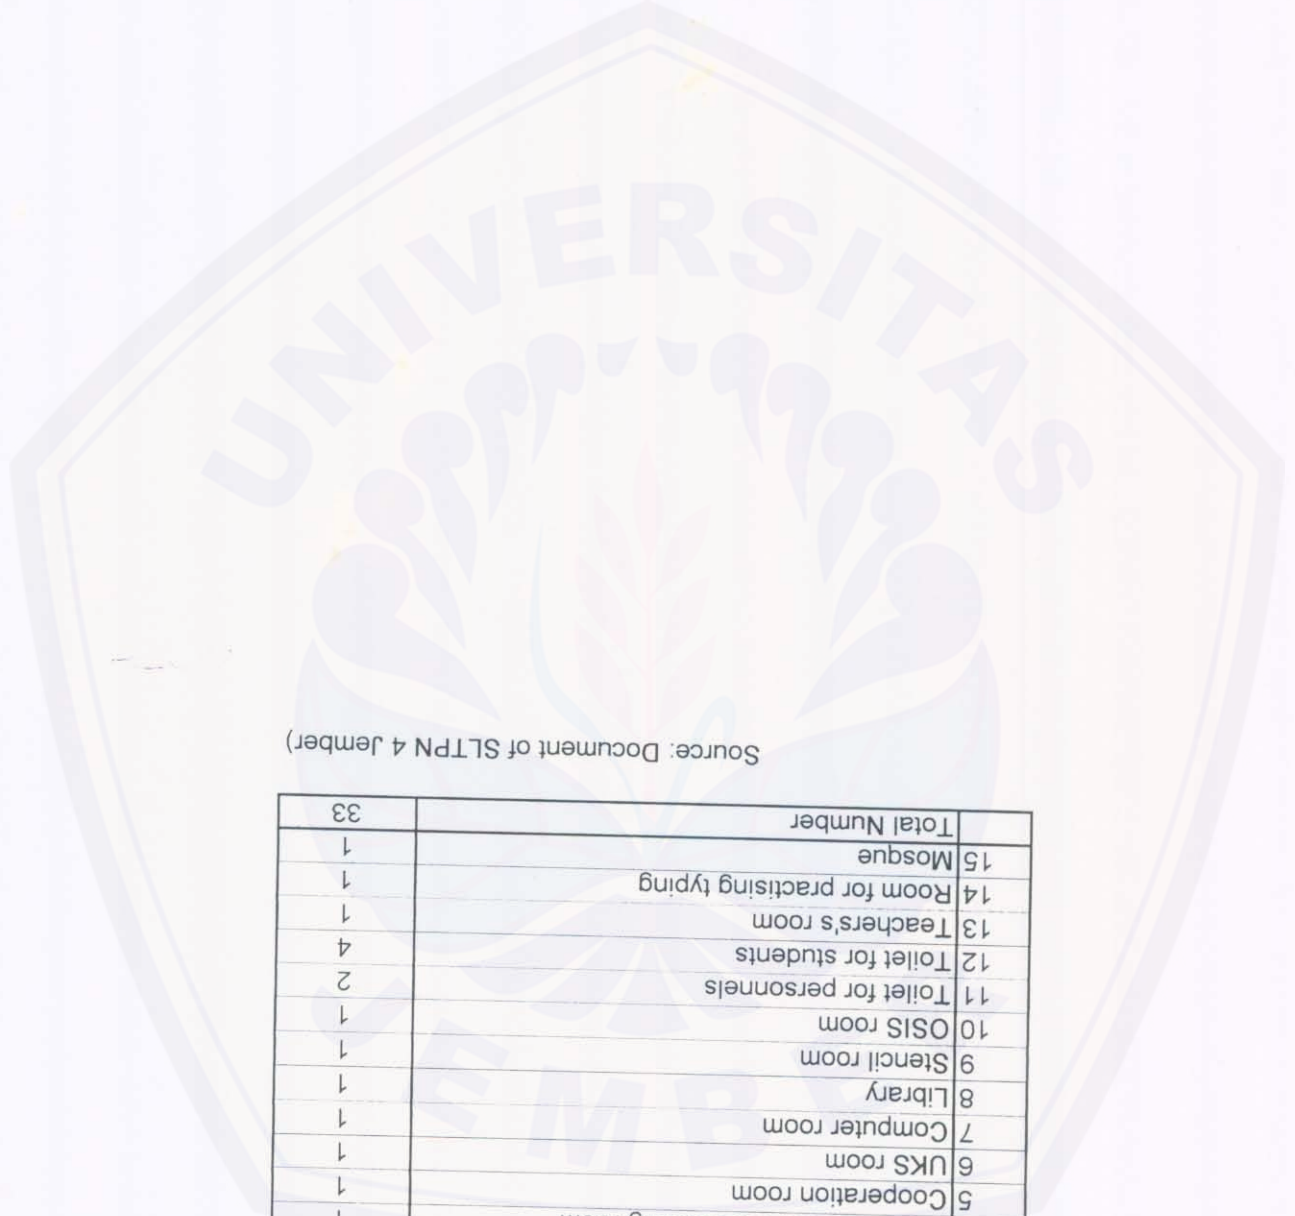 5 Cooperation room 1
6 UKS room 1
7 Computer room 1
8 Library 1
9 Stencil room 1
10 OSIS room 1
11 Toilet for personnels 2
12 Toilet for students 4
13 Teachers's room 1
14 Room for practising typing 1
15 Mosque 1
Total Number 33
Source: Document of SLTPN 4 Jember)
UNIVERSITAS
JEMBER